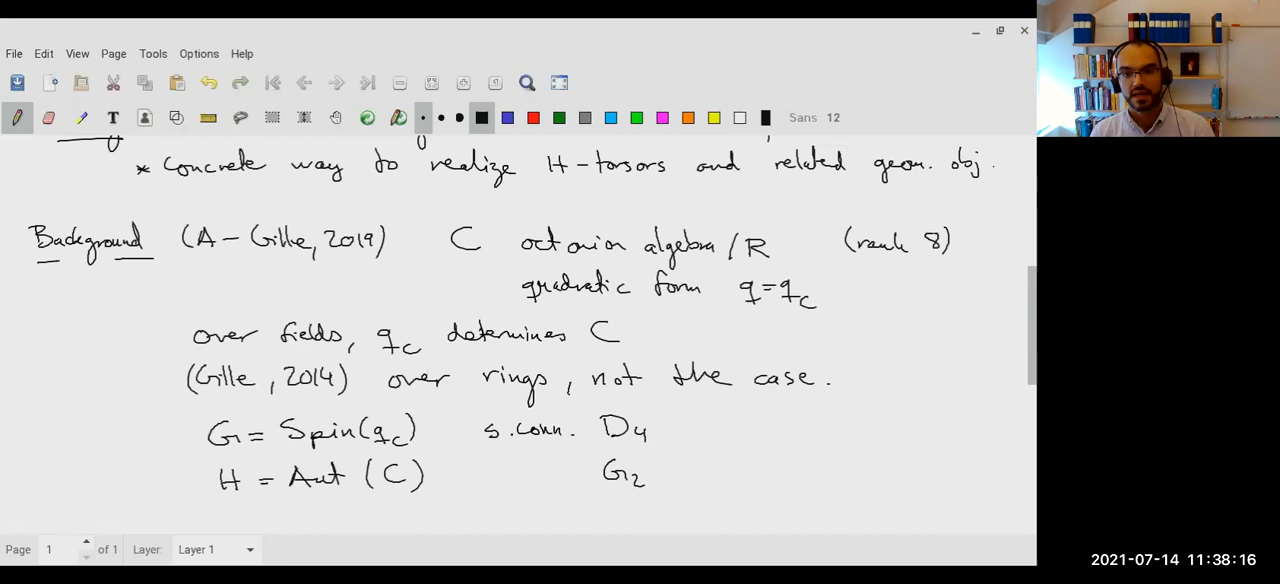 File Edit View Page Tools Options Help
Sans 12
* Concrete way to realize H-torsors and related geom. obj.
Background (A-Gille, 2019) C octonion algebra/R (rank 8)
quadratic form q=q_C
over fields, q_C determines C
(Gille, 2014) over rings, not the case.
G = Spin(q_C) s.conn. D4
H = Aut (C) G2
Page 1 of 1 Layer: Layer 1
2021-07-14 11:38:16